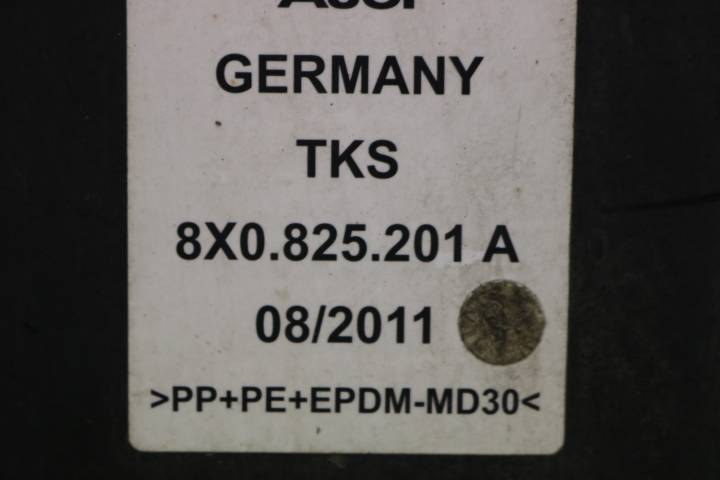 GERMANY
TKS
8X0.825.201 A
08/2011
>PP+PE+EPDM-MD30<